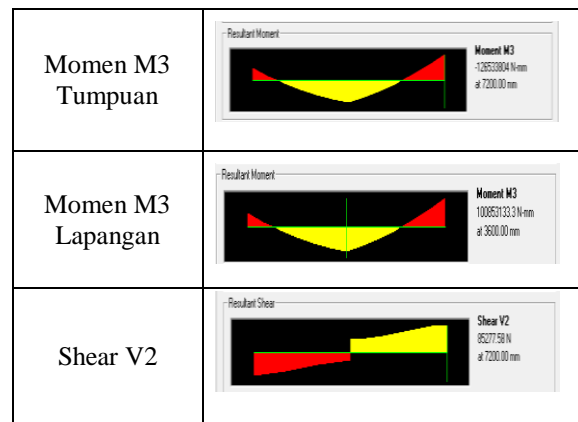 Momen M3
Tumpuan
Resultant Moment
Moment M3
-126533804 N-mm
at 7200.00 mm
Momen M3
Lapangan
Resultant Moment
Moment M3
100853133.3 N-mm
at 3600.00 mm
Shear V2
Resultant Shear
Shear V2
85277.58 N
at 7200.00 mm